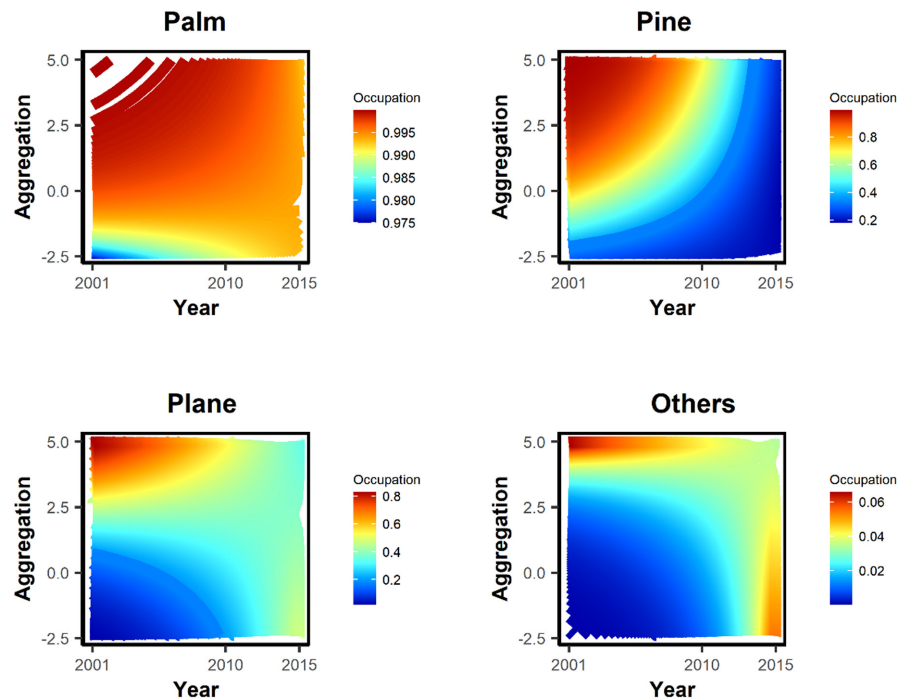 Palm
Aggregation
5.0
2.5
0.0
-2.5
2001
2010
2015
Year
Occupation
0.995
0.990
0.985
0.980
0.975
Pine
Aggregation
5.0
2.5
0.0
-2.5
2001
2010
2015
Year
Occupation
0.8
0.6
0.4
0.2
Plane
Aggregation
5.0
2.5
0.0
-2.5
2001
2010
2015
Year
Occupation
0.8
0.6
0.4
0.2
Others
Aggregation
5.0
2.5
0.0
-2.5
2001
2010
2015
Year
Occupation
0.06
0.04
0.02